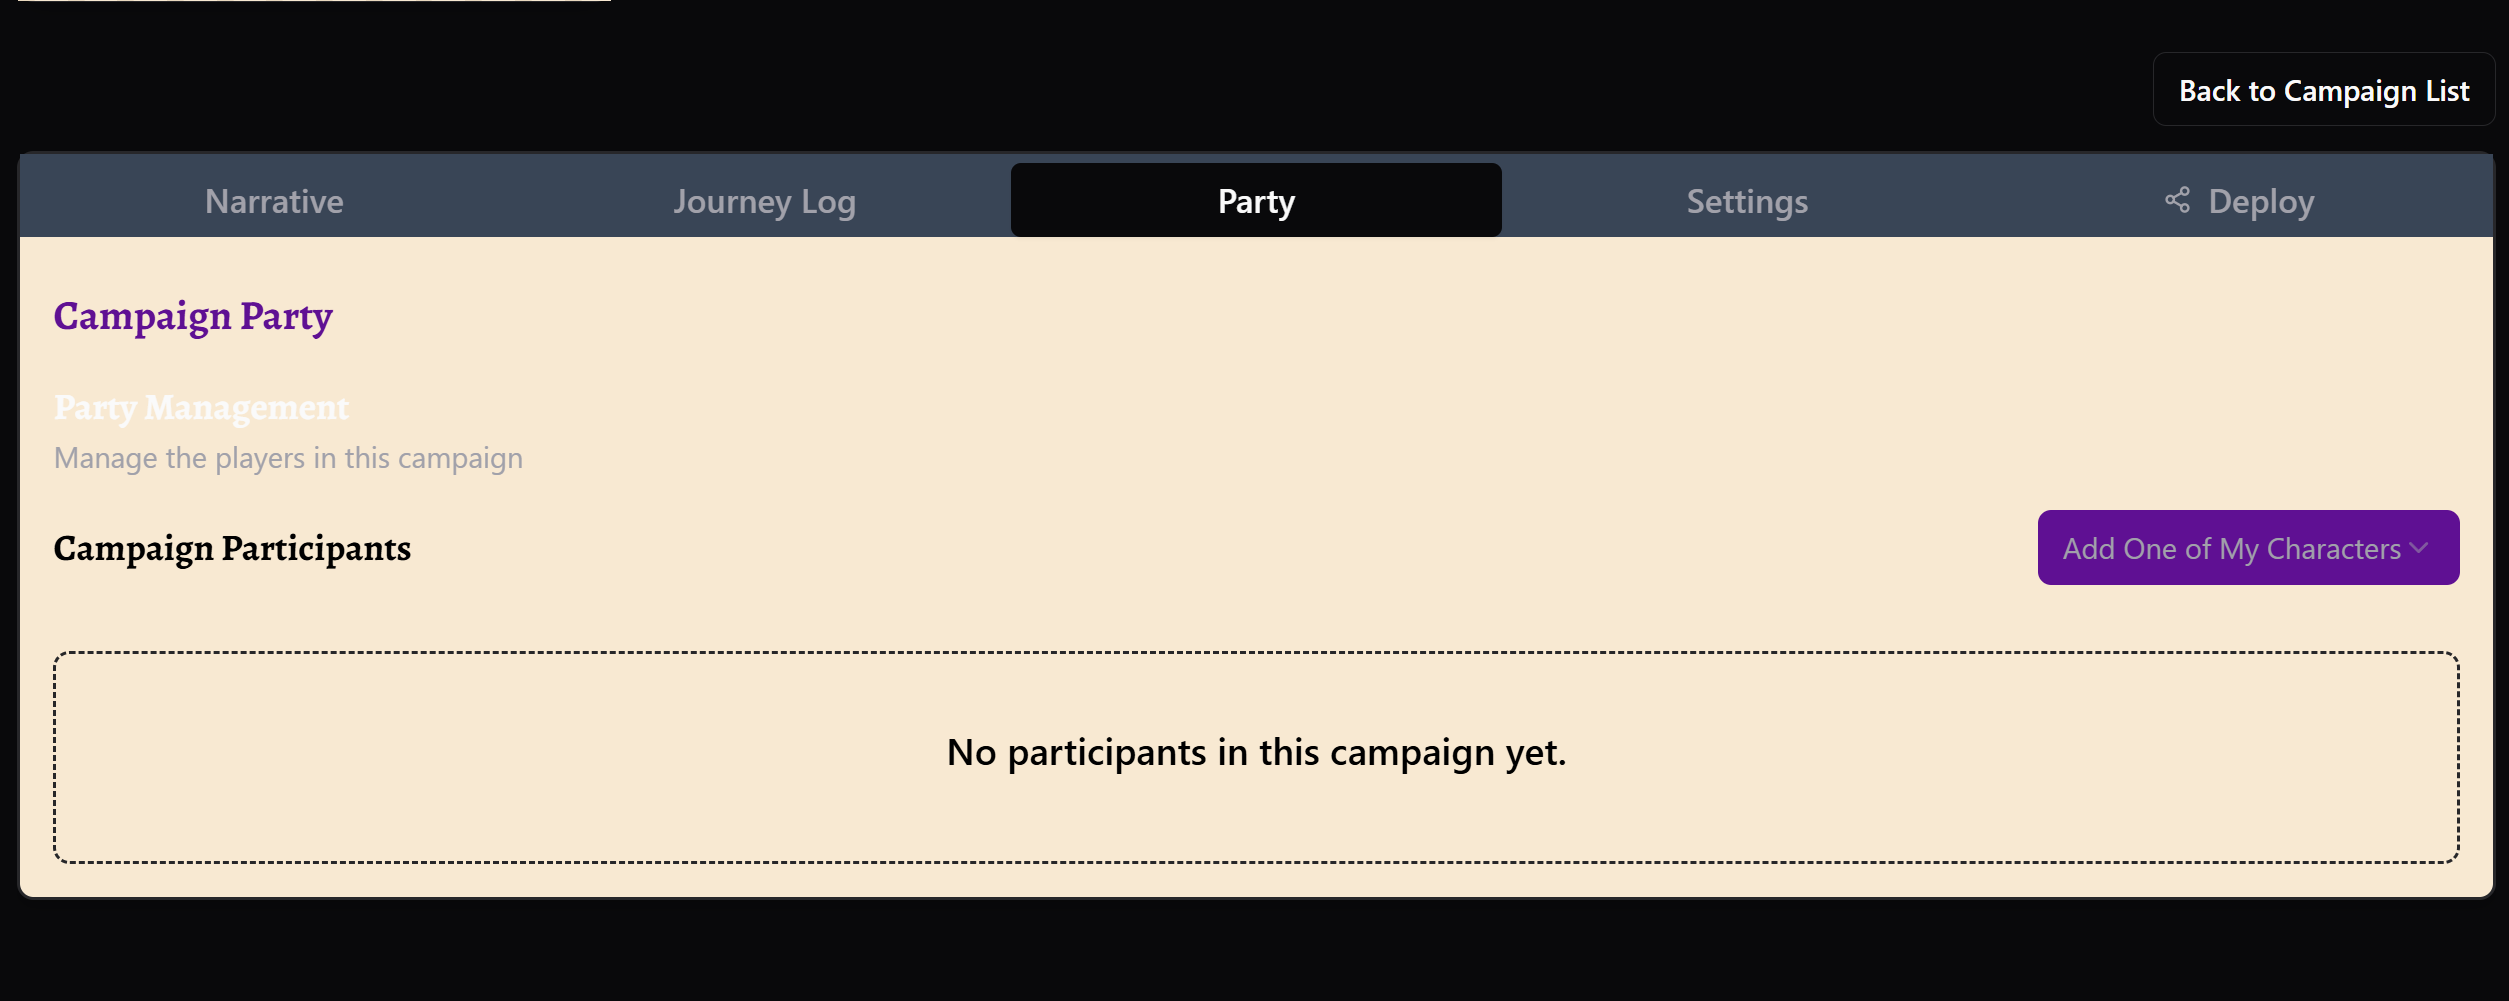 Back to Campaign List
Narrative
Journey Log
Party
Settings
Deploy
Campaign Party
Party Management
Manage the players in this campaign
Campaign Participants
Add One of My Characters
No participants in this campaign yet.